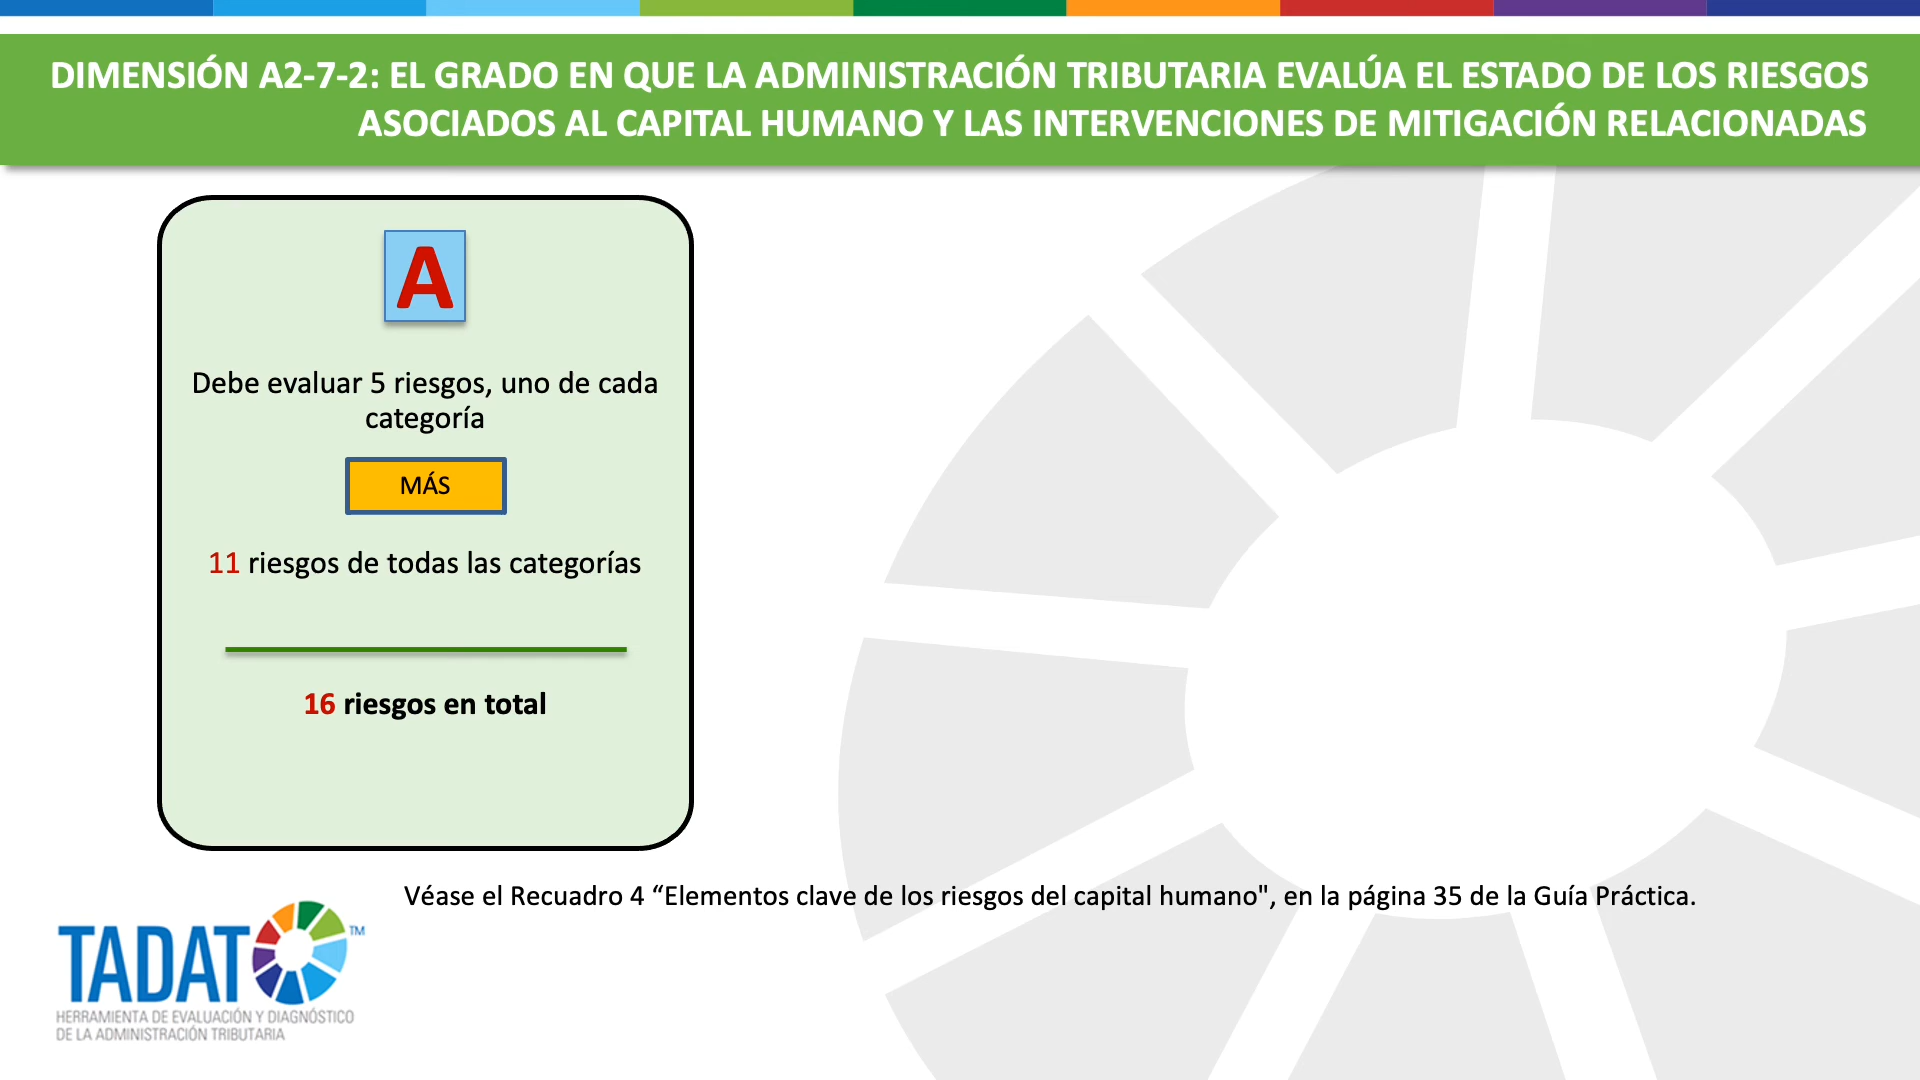 DIMENSIÓN A2-7-2: EL GRADO EN QUE LA ADMINISTRACIÓN TRIBUTARIA EVALÚA EL ESTADO DE LOS RIESGOS
ASOCIADOS AL CAPITAL HUMANO Y LAS INTERVENCIONES DE MITIGACIÓN RELACIONADAS
A
Debe evaluar 5 riesgos, uno de cada
categoría
MÁS
11 riesgos de todas las categorías
16 riesgos en total
Véase el Recuadro 4 “Elementos clave de los riesgos del capital humano", en la página 35 de la Guía Práctica.
TADAT™
HERRAMIENTA DE EVALUACIÓN Y DIAGNÓSTICO
DE LA ADMINISTRACIÓN TRIBUTARIA